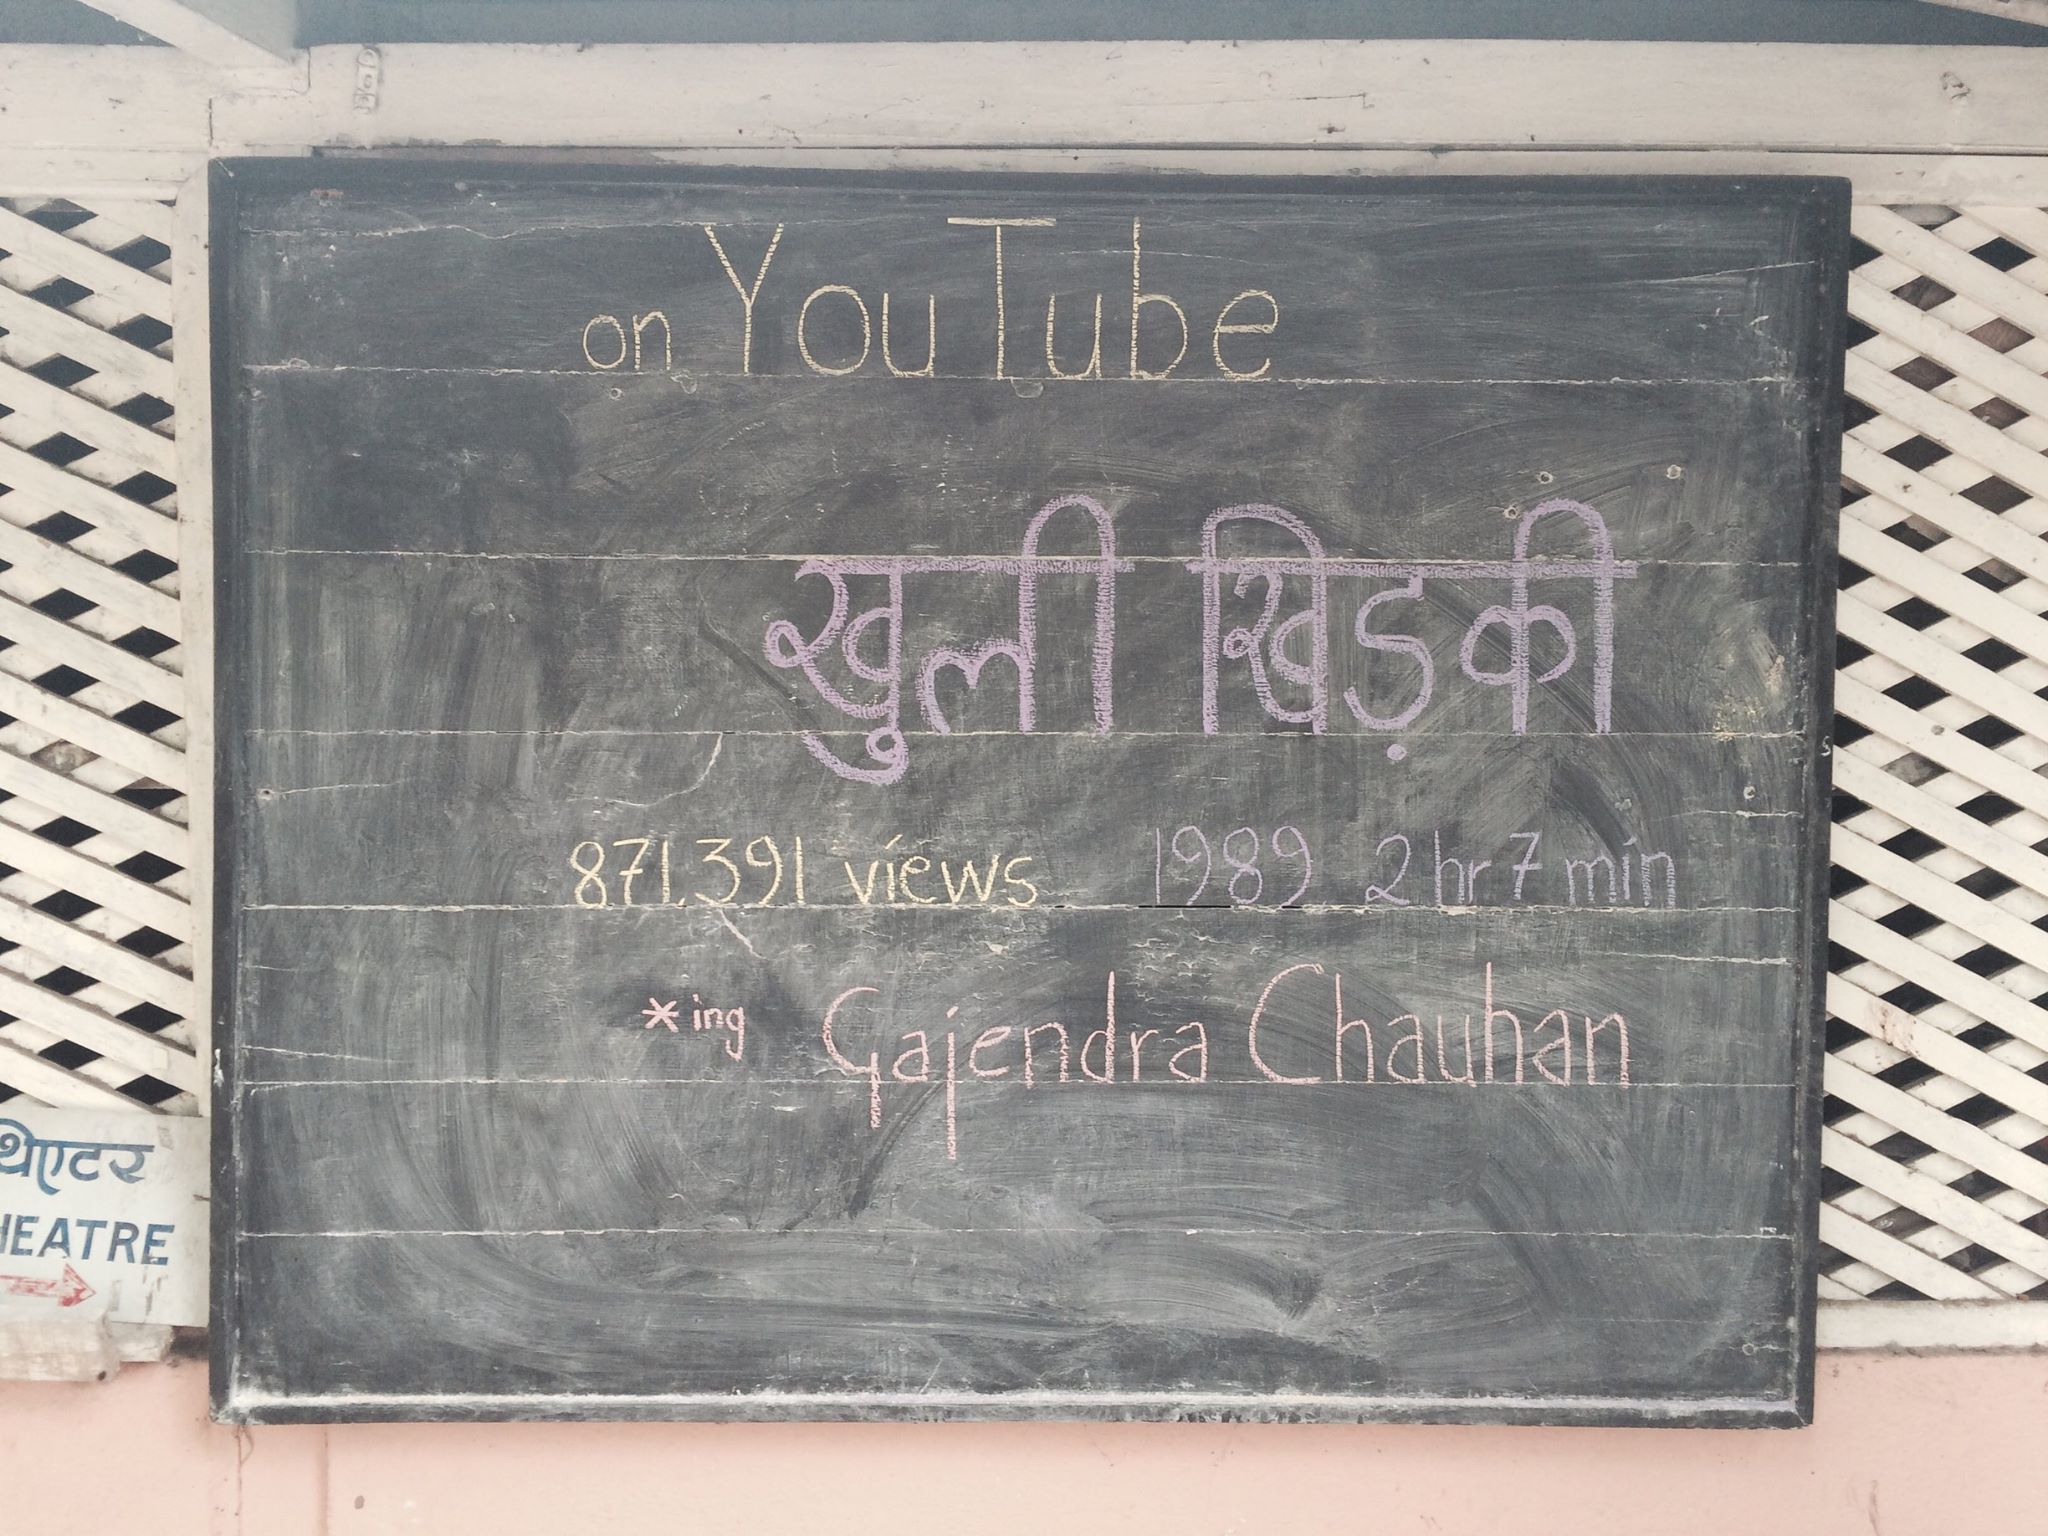 on YouTube
खुली खिड़की
871,391 views 1989 2 hr 7 min
*ing Gajendra Chauhan
थिएटर
HEATRE